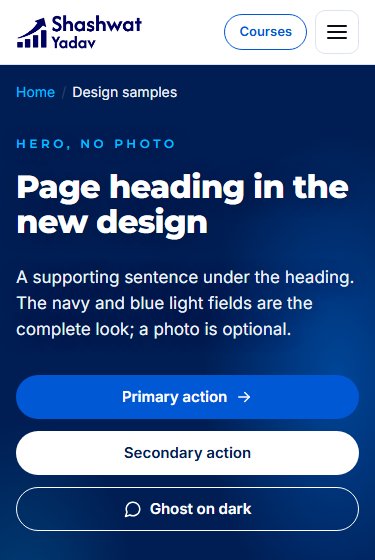 Shashwat
Yadav
Courses
Home / Design samples
HERO, NO PHOTO
Page heading in the
new design
A supporting sentence under the heading.
The navy and blue light fields are the
complete look; a photo is optional.
Primary action →
Secondary action
Ghost on dark